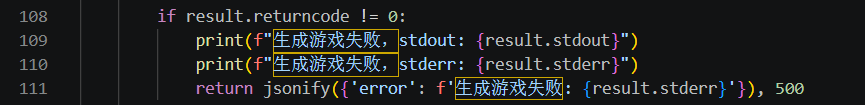 108 if result.returncode != 0:
109 print(f"生成游戏失败，stdout: {result.stdout}")
110 print(f"生成游戏失败，stderr: {result.stderr}")
111 return jsonify({'error': f'生成游戏失败: {result.stderr}'}), 500